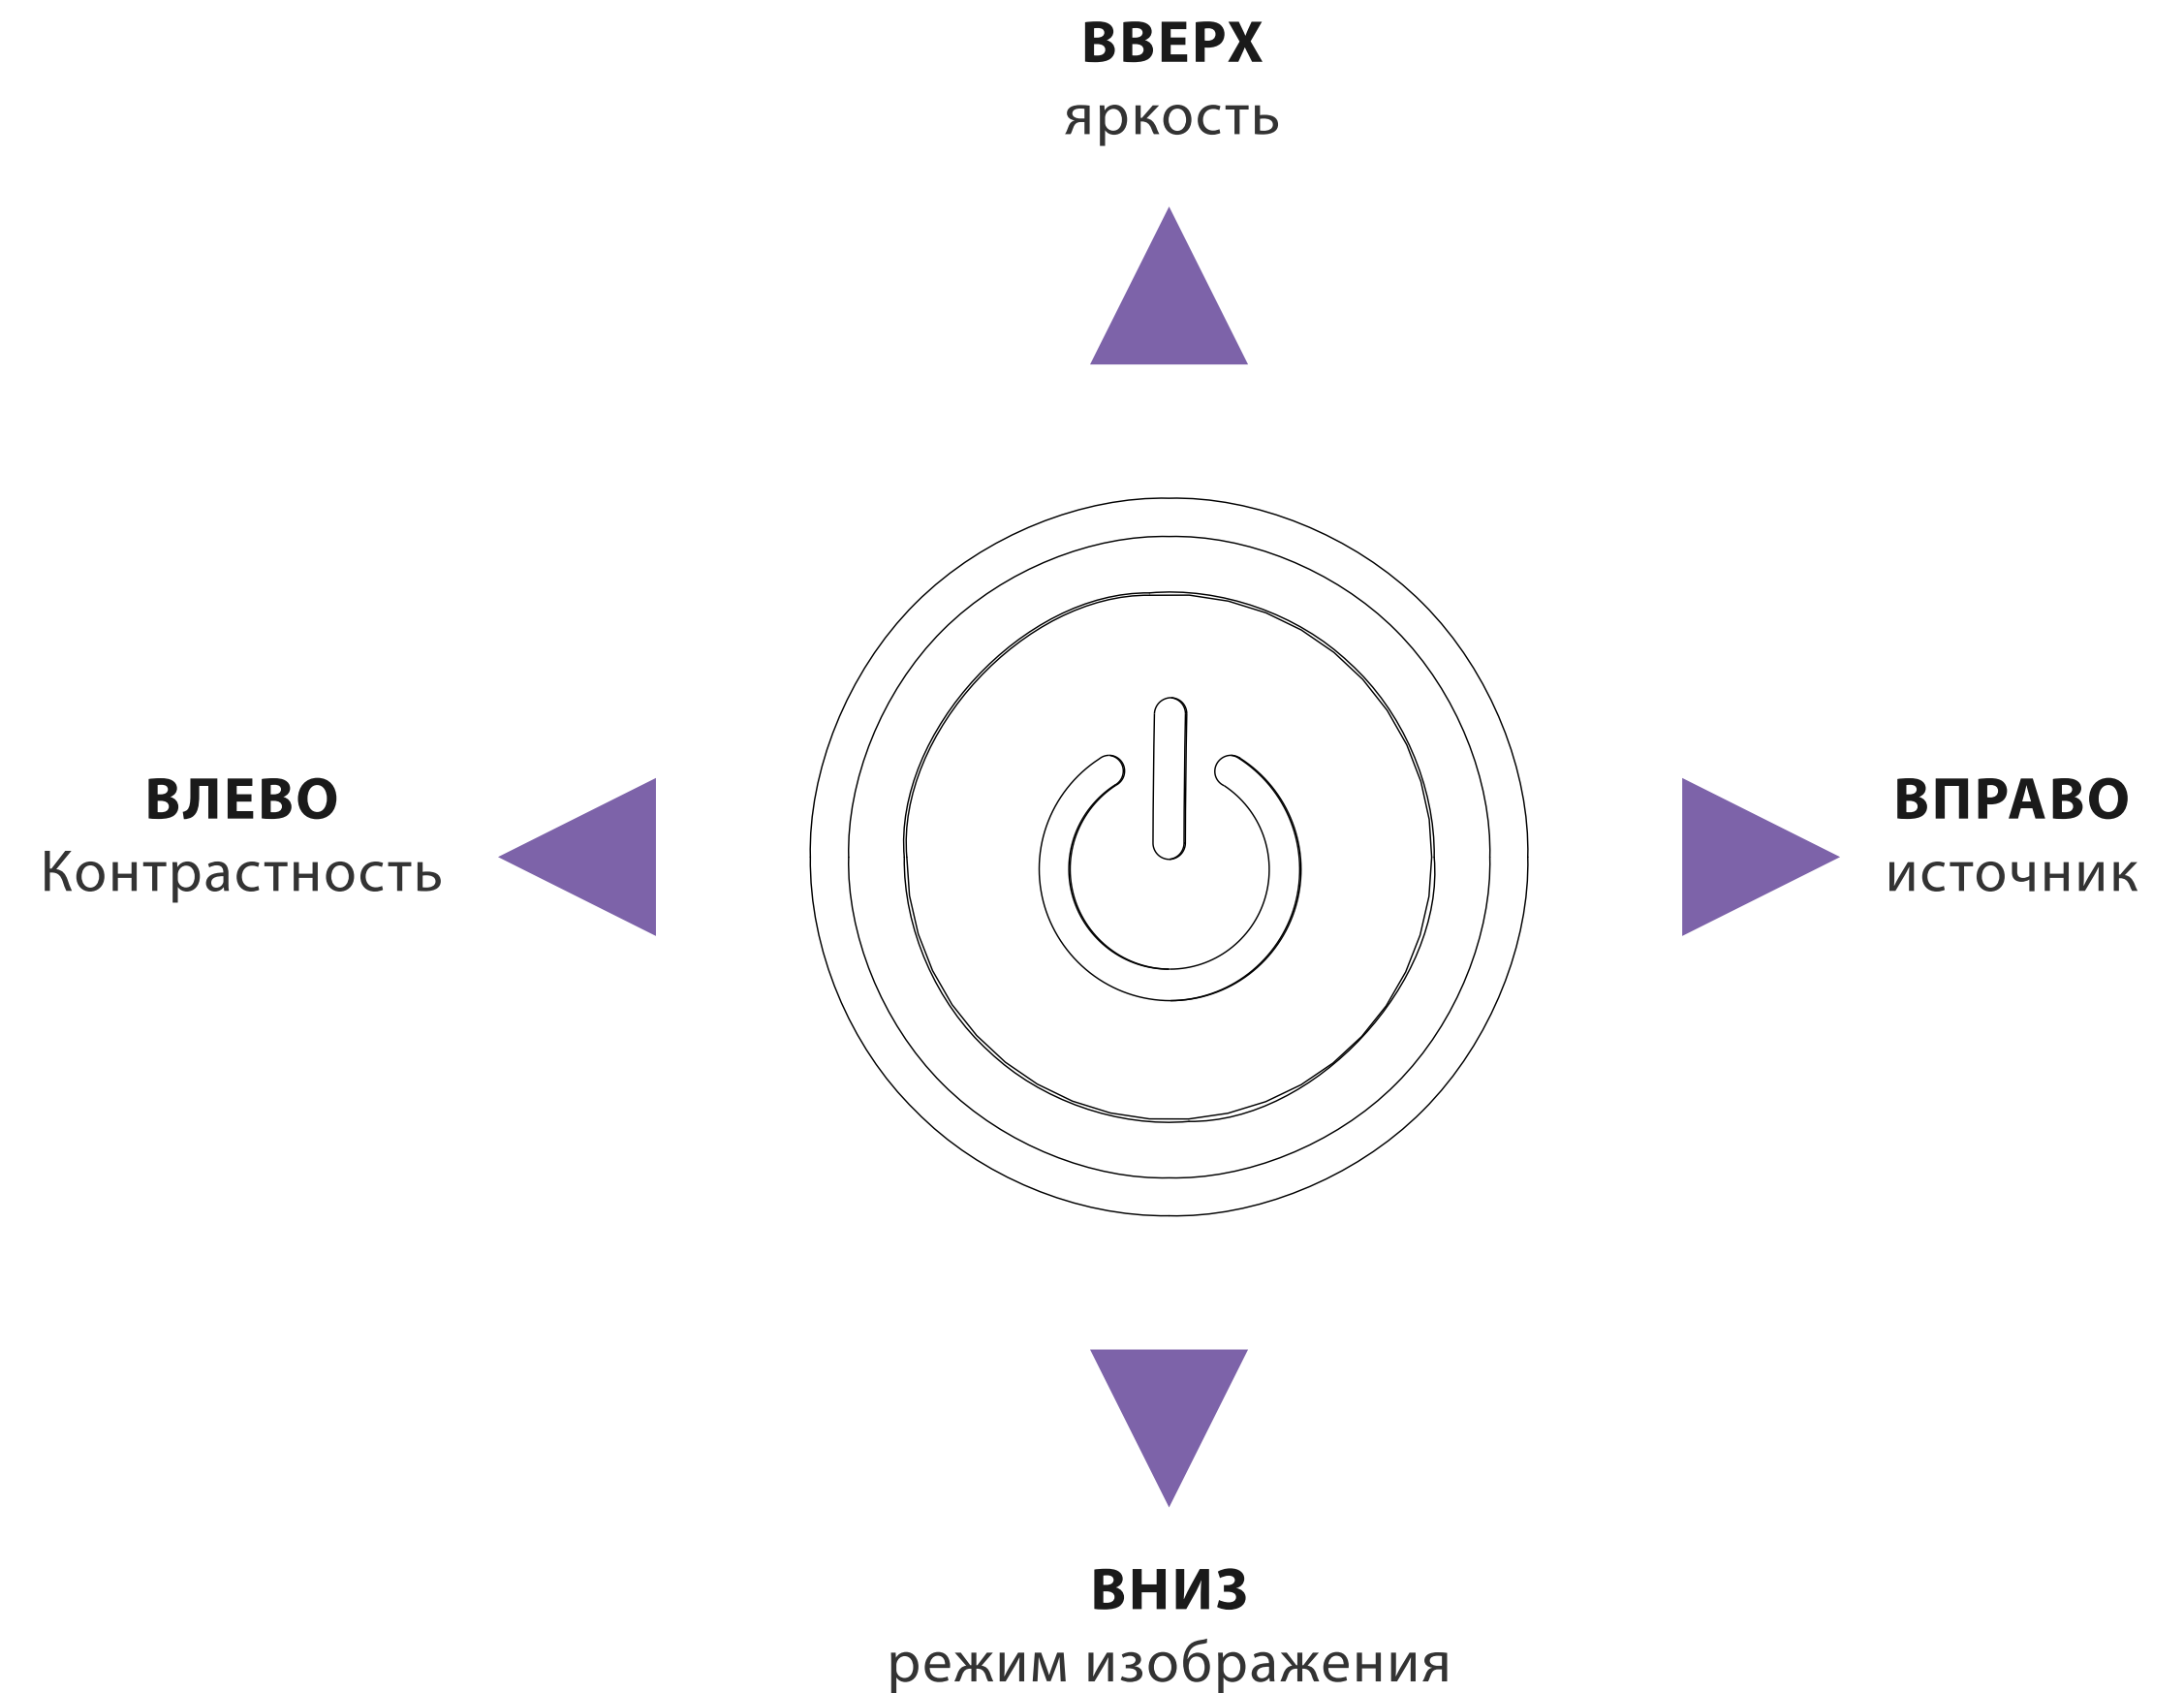 ВВЕРХ
яркость
ВЛЕВО
Контрастность
ВПРАВО
источник
ВНИЗ
режим изображения